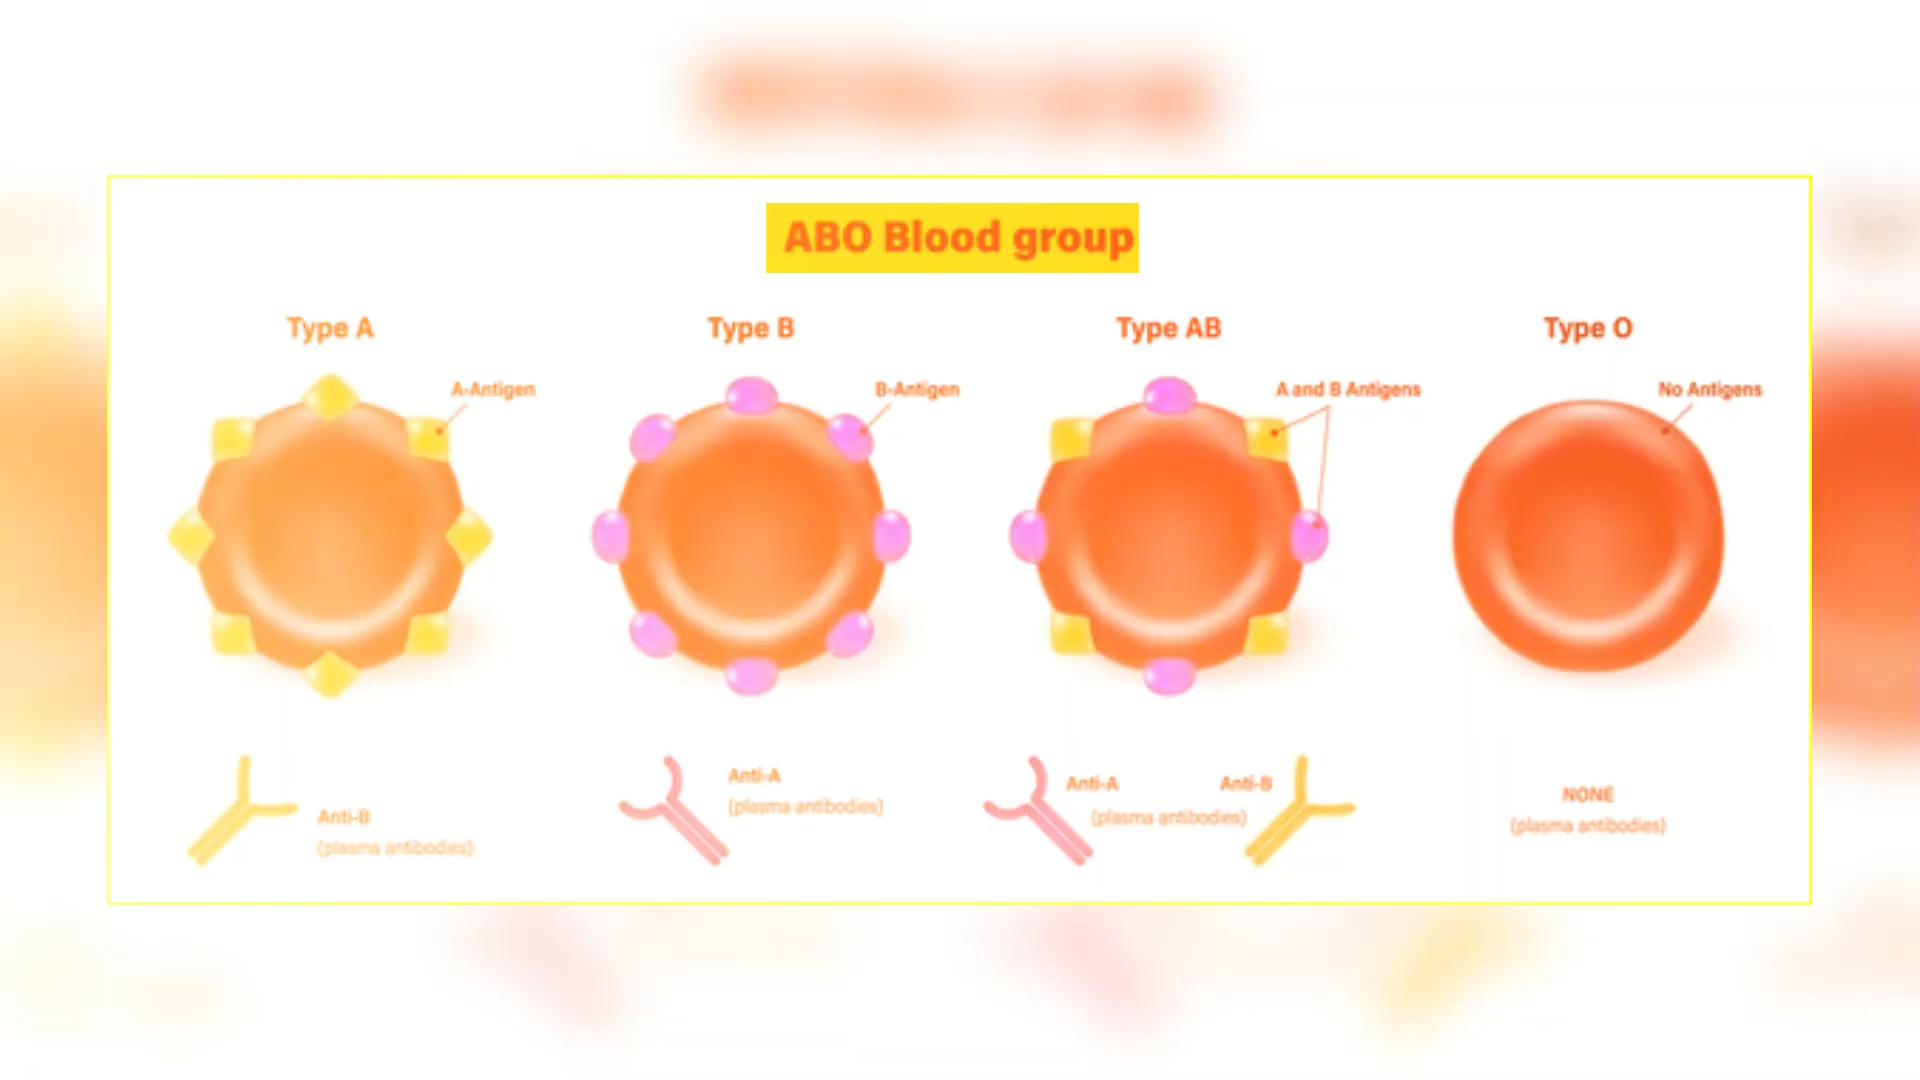 ABO Blood group
Type A
Type B
Type AB
Type O
A-Antigen
B-Antigen
A and B Antigens
No Antigens
Anti-B
(plasma antibodies)
Anti-A
(plasma antibodies)
Anti-A
Anti-B
(plasma antibodies)
NONE
(plasma antibodies)